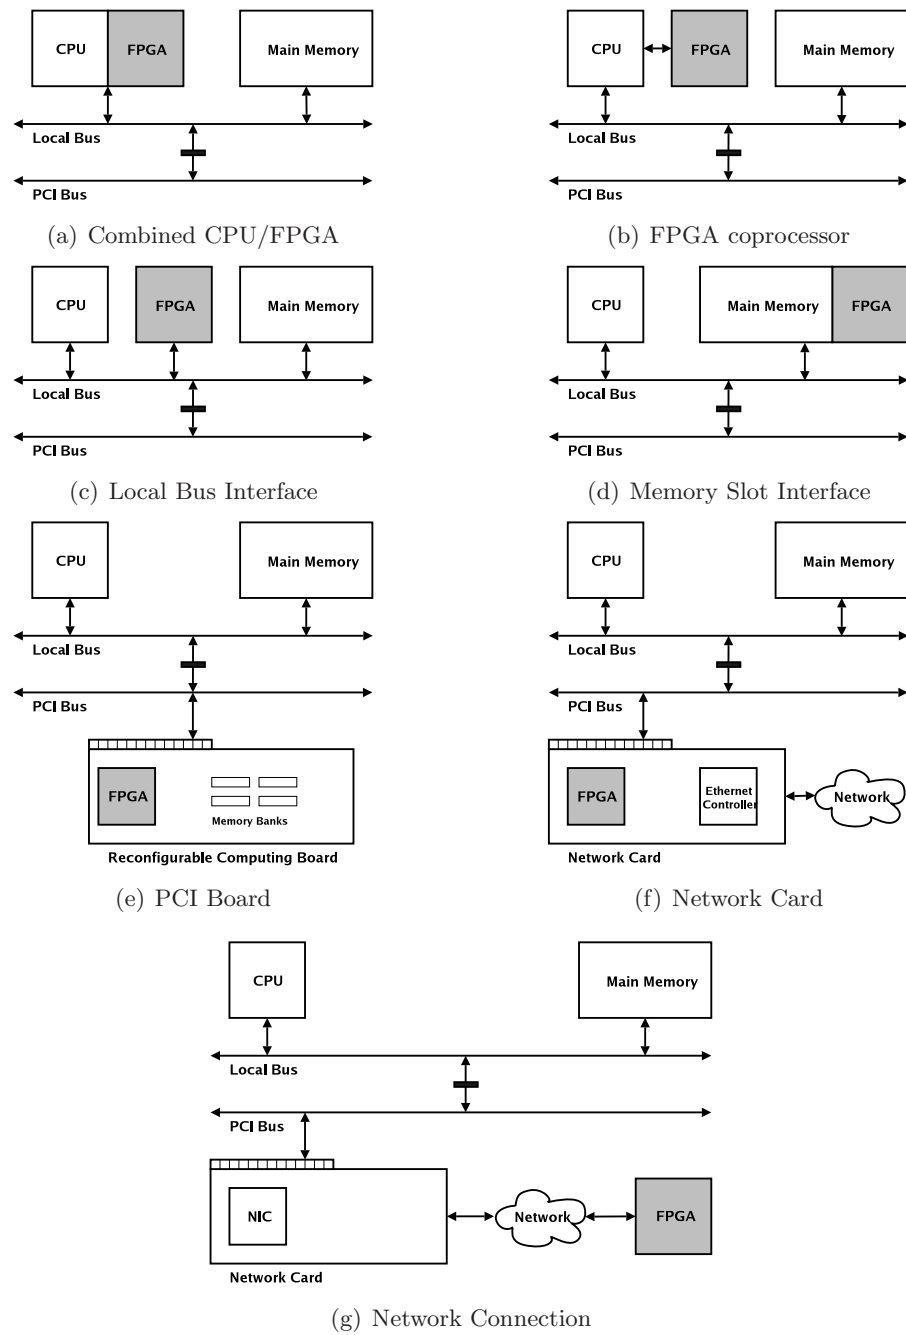 CPU FPGA Main Memory
Local Bus
PCI Bus
(a) Combined CPU/FPGA
CPU FPGA Main Memory
Local Bus
PCI Bus
(b) FPGA coprocessor
CPU FPGA Main Memory
Local Bus
PCI Bus
(c) Local Bus Interface
CPU Main Memory FPGA
Local Bus
PCI Bus
(d) Memory Slot Interface
CPU Main Memory
Local Bus
PCI Bus
FPGA
Memory Banks
Reconfigurable Computing Board
(e) PCI Board
CPU Main Memory
Local Bus
PCI Bus
FPGA Ethernet
Controller Network
Network Card
(f) Network Card
CPU Main Memory
Local Bus
PCI Bus
NIC Network FPGA
Network Card
(g) Network Connection